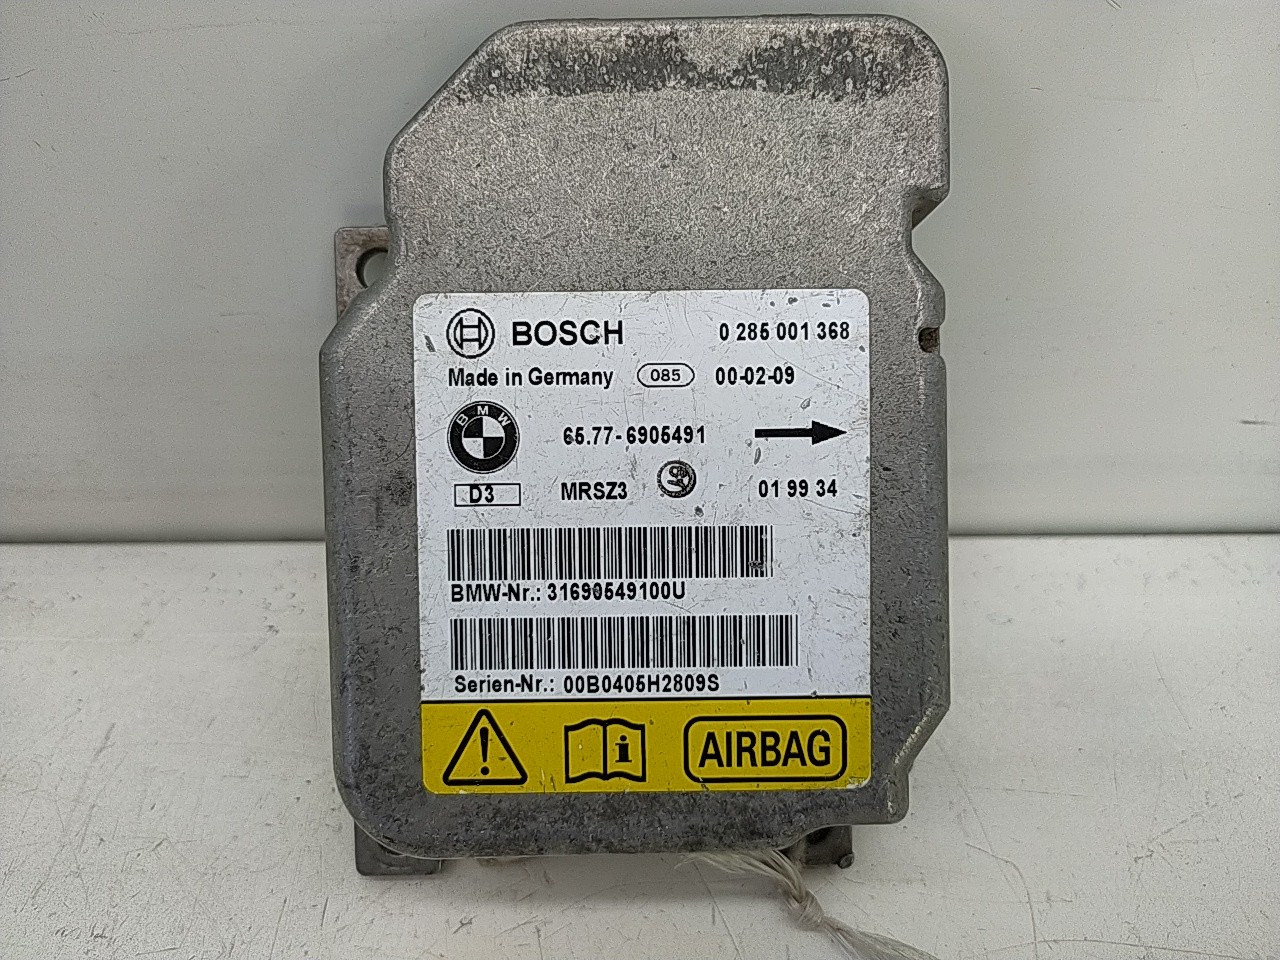 BOSCH 0 285 001 368
Made in Germany 085 00-02-09
BMW
65.77-6905491
D3 MRSZ3 01 99 34
BMW-Nr.: 31690549100U
Serien-Nr.: 00B0405H2809S
AIRBAG